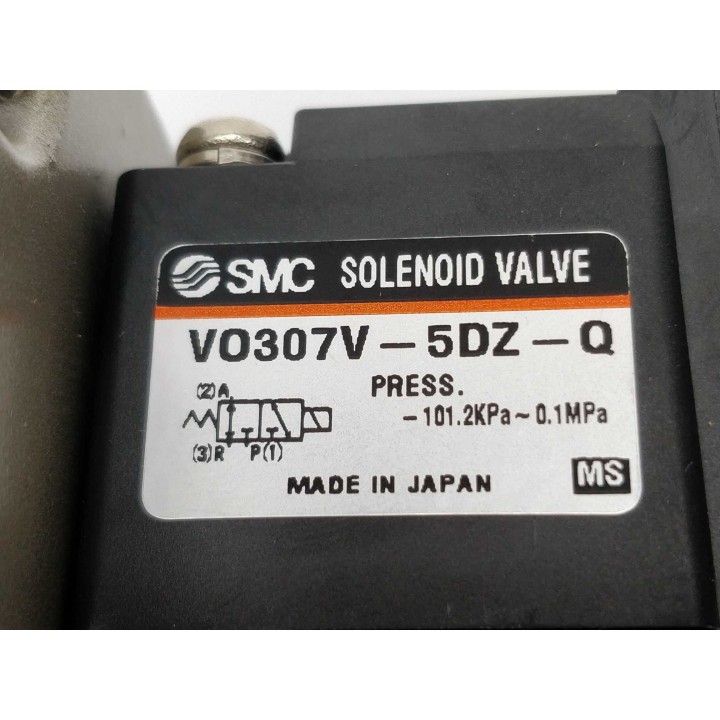 SMC SOLENOID VALVE
VO307V-5DZ-Q
(2)A
PRESS.
-101.2KPa~0.1MPa
(3)R P(1)
MS
MADE IN JAPAN